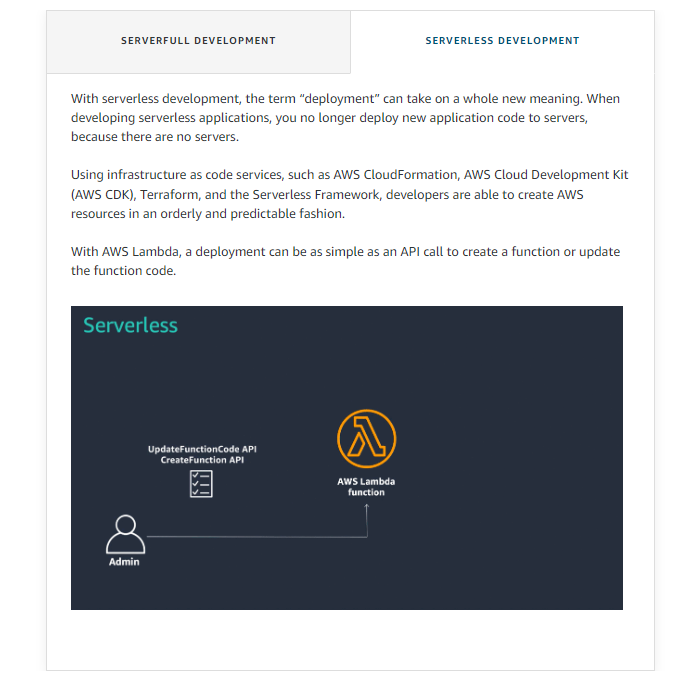 SERVERFULL DEVELOPMENT
SERVERLESS DEVELOPMENT
With serverless development, the term “deployment” can take on a whole new meaning. When
developing serverless applications, you no longer deploy new application code to servers,
because there are no servers.
Using infrastructure as code services, such as AWS CloudFormation, AWS Cloud Development Kit
(AWS CDK), Terraform, and the Serverless Framework, developers are able to create AWS
resources in an orderly and predictable fashion.
With AWS Lambda, a deployment can be as simple as an API call to create a function or update
the function code.
Serverless
UpdateFunctionCode API
CreateFunction API
AWS Lambda
function
Admin